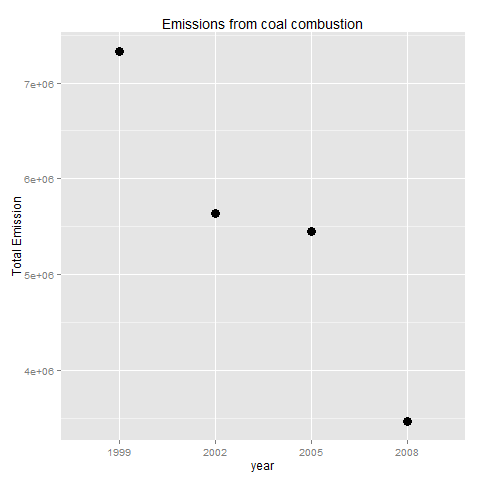 Emissions from coal combustion
7e+06
6e+06
5e+06
4e+06
Total Emission
1999 2002 2005 2008
year